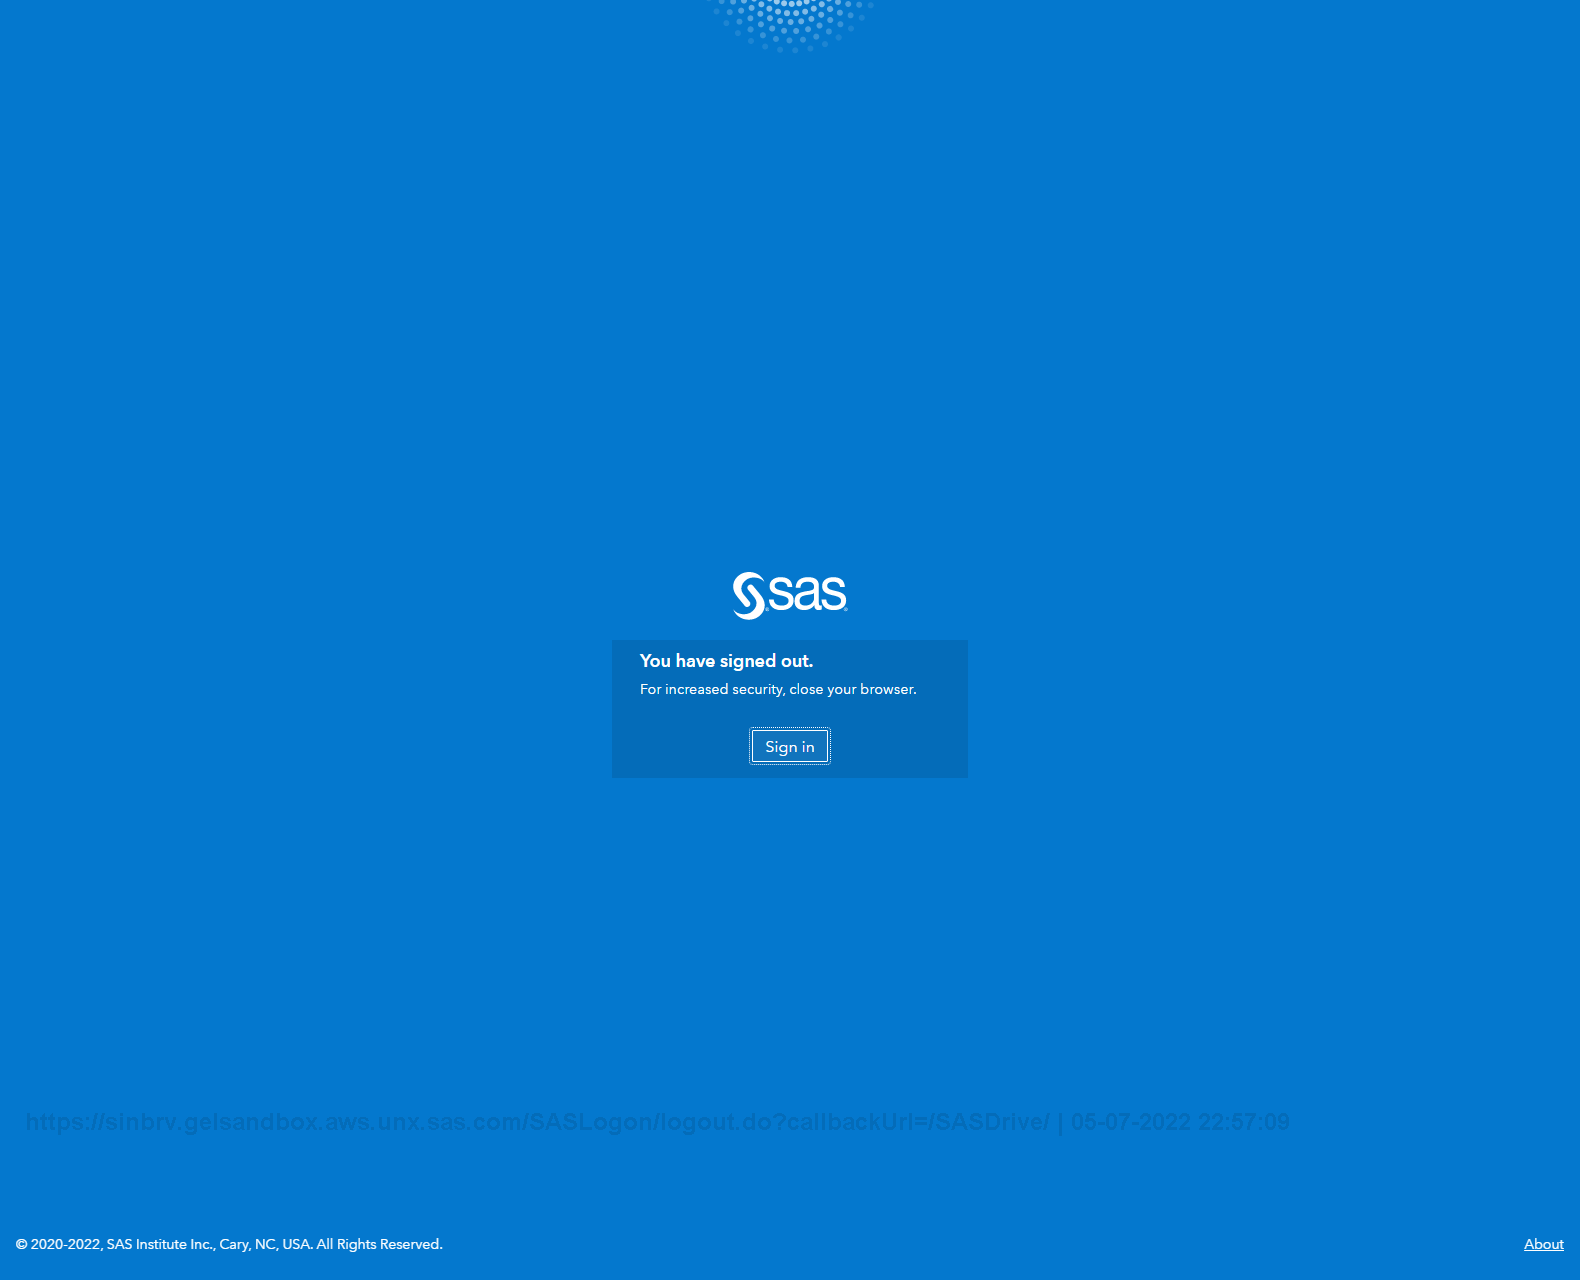 sas
You have signed out.
For increased security, close your browser.
Sign in
https://sinbrv.gelsandbox.aws.unx.sas.com/SASLogon/logout.do?callbackUrl=/SASDrive/ | 05-07-2022 22:57:09
© 2020-2022, SAS Institute Inc., Cary, NC, USA. All Rights Reserved.
About